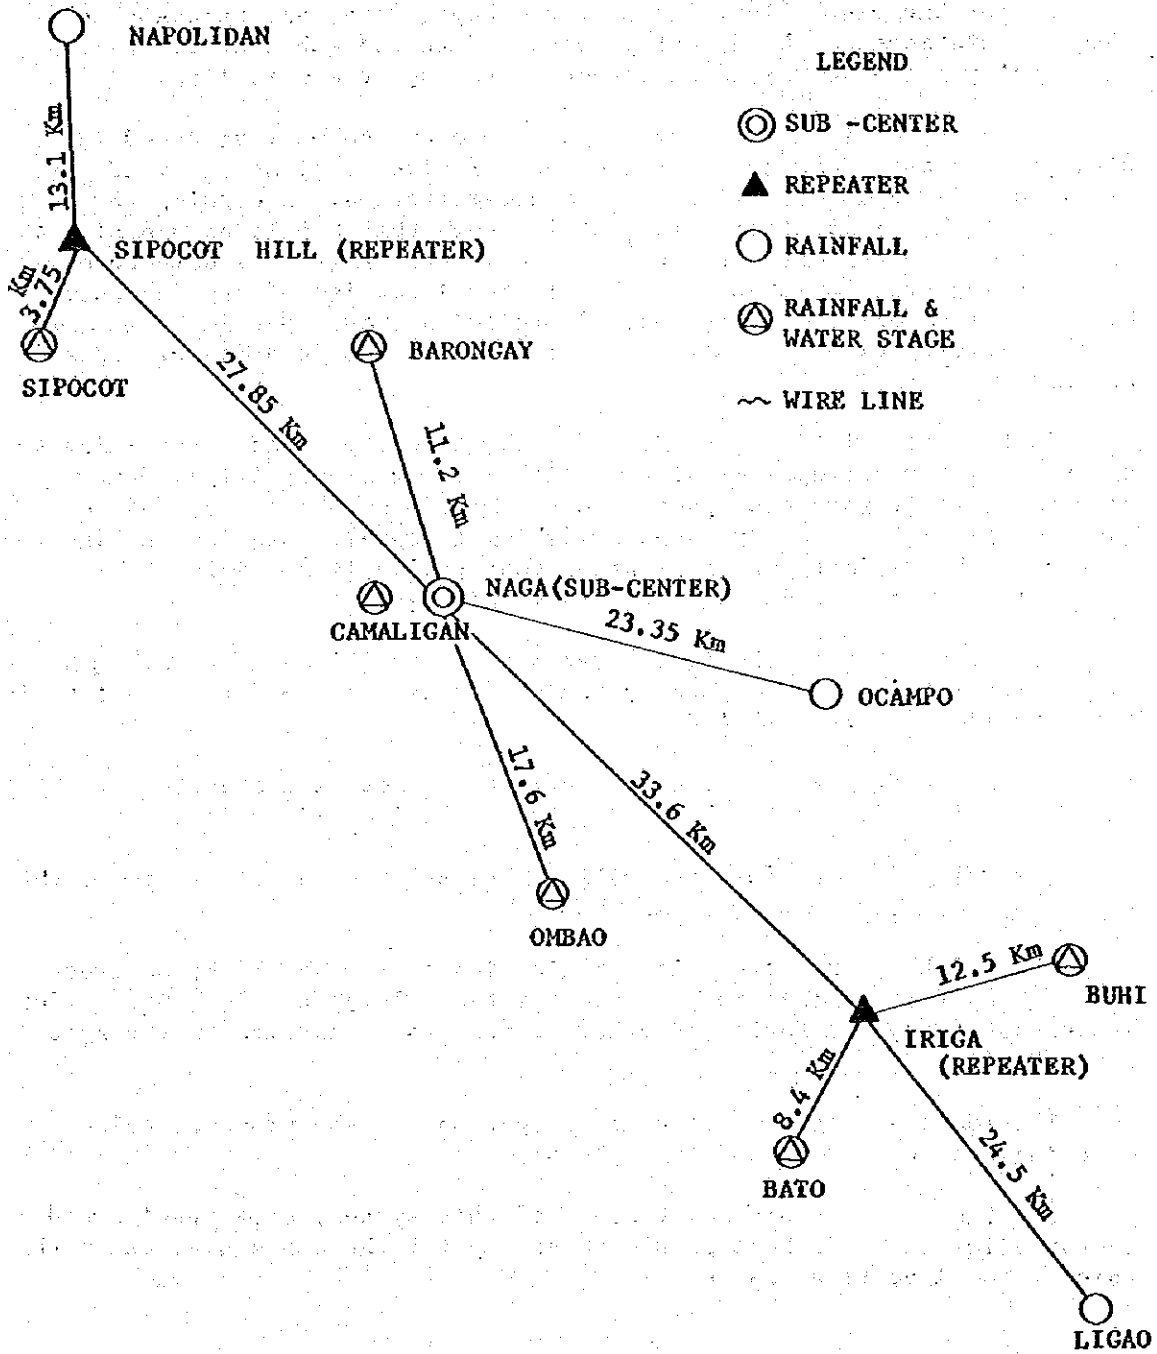 NAPOLIDAN
LEGEND
SUB -CENTER
REPEATER
RAINFALL
RAINFALL &
WATER STAGE
WIRE LINE
13.1 Km
SIPOCOT HILL (REPEATER)
3.75
Km
SIPOCOT
27.85 Km
BARONGAY
11.2 Km
NAGA(SUB-CENTER)
CAMALIGAN
23.35 Km
OCAMPO
17.6 Km
33.6 Km
OMBAO
12.5 Km
BUHI
IRIGA
(REPEATER)
8.4 Km
BATO
24.5 Km
LIGAO